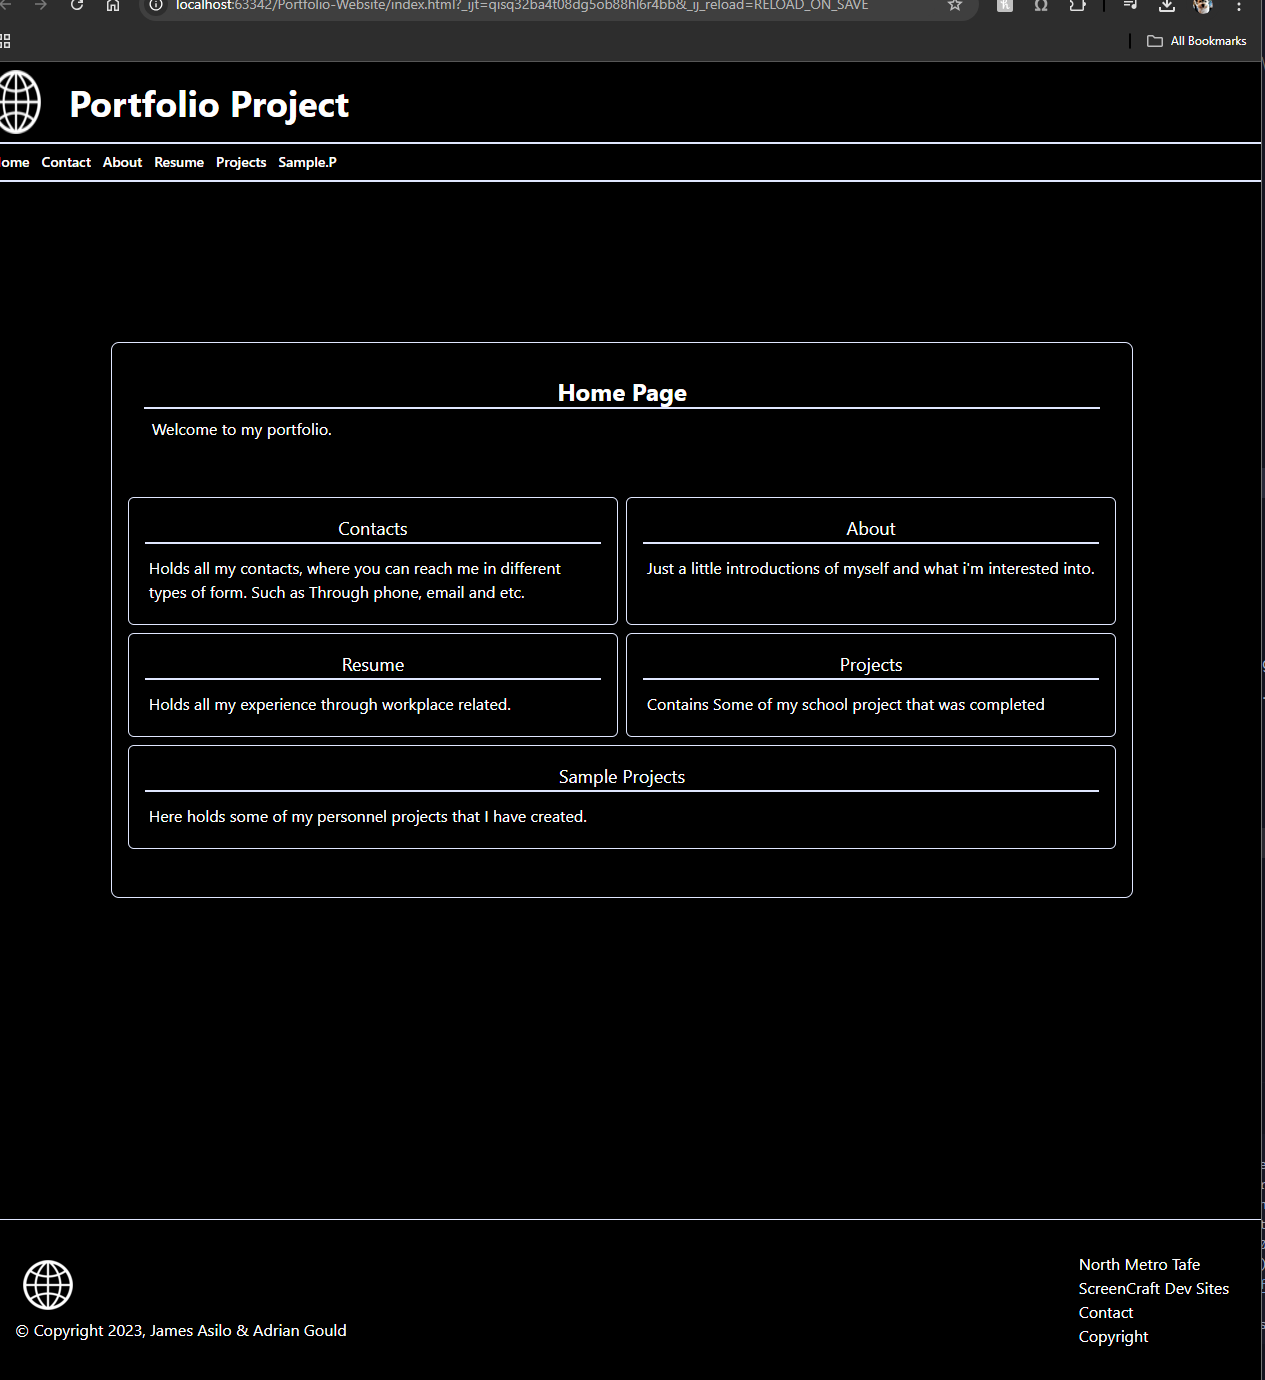 localhost:63342/Portfolio-Website/index.html?_ijt=qisq32ba4t08dg5ob88hl6r4bb&_ij_reload=RELOAD_ON_SAVE
All Bookmarks
Portfolio Project
ome Contact About Resume Projects Sample.P
Home Page
Welcome to my portfolio.
Contacts
Holds all my contacts, where you can reach me in different
types of form. Such as Through phone, email and etc.
About
Just a little introductions of myself and what i'm interested into.
Resume
Holds all my experience through workplace related.
Projects
Contains Some of my school project that was completed
Sample Projects
Here holds some of my personnel projects that I have created.
© Copyright 2023, James Asilo & Adrian Gould
North Metro Tafe
ScreenCraft Dev Sites
Contact
Copyright